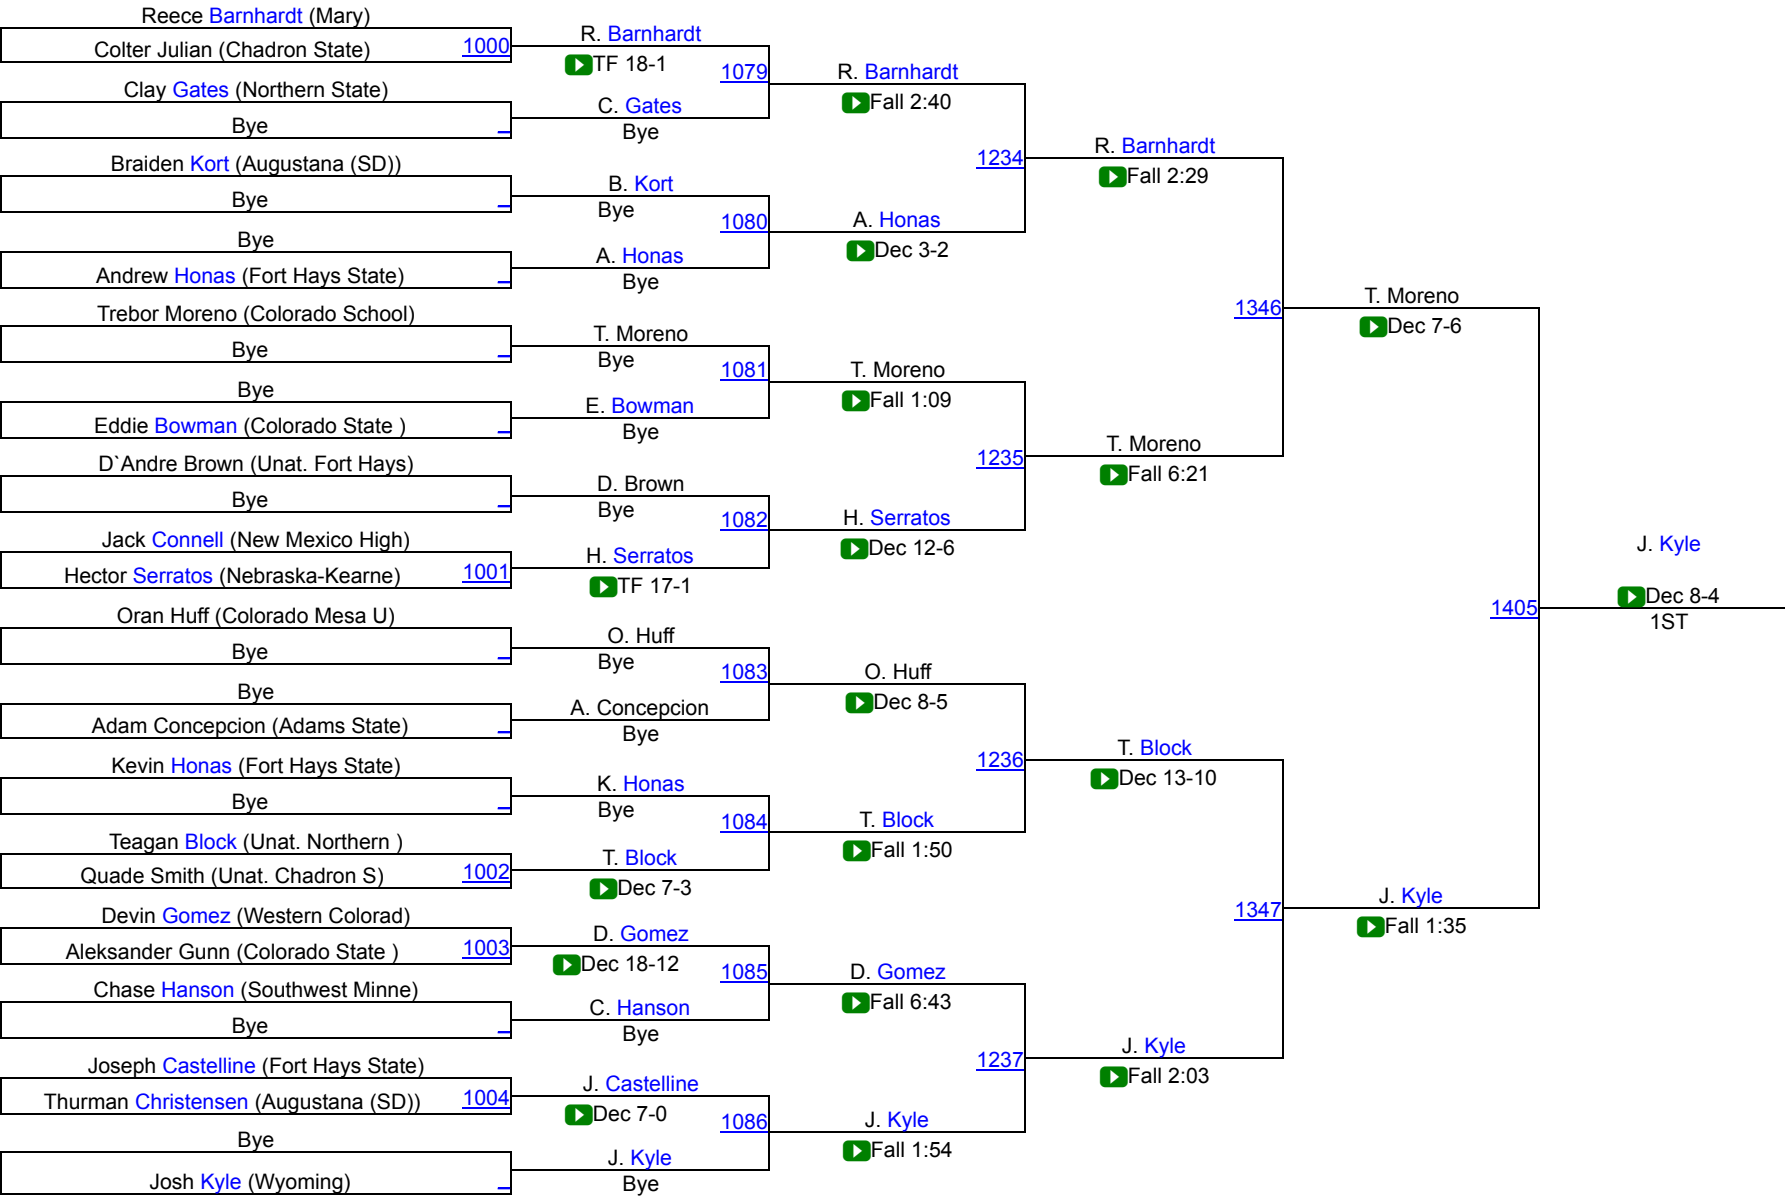 Reece Barnhardt (Mary)
Colter Julian (Chadron State)
1000
Clay Gates (Northern State)
Bye
Braiden Kort (Augustana (SD))
Bye
Bye
Andrew Honas (Fort Hays State)
Trebor Moreno (Colorado School)
Bye
Bye
Eddie Bowman (Colorado State )
D`Andre Brown (Unat. Fort Hays)
Bye
Jack Connell (New Mexico High)
Hector Serratos (Nebraska-Kearne)
1001
Oran Huff (Colorado Mesa U)
Bye
Bye
Adam Concepcion (Adams State)
Kevin Honas (Fort Hays State)
Bye
Teagan Block (Unat. Northern )
Quade Smith (Unat. Chadron S)
1002
Devin Gomez (Western Colorad)
Aleksander Gunn (Colorado State )
1003
Chase Hanson (Southwest Minne)
Bye
Joseph Castelline (Fort Hays State)
Thurman Christensen (Augustana (SD))
1004
Bye
Josh Kyle (Wyoming)
R. Barnhardt
TF 18-1
1079
C. Gates
Bye
B. Kort
Bye
1080
A. Honas
Bye
T. Moreno
Bye
1081
E. Bowman
Bye
D. Brown
Bye
1082
H. Serratos
TF 17-1
O. Huff
Bye
1083
A. Concepcion
Bye
K. Honas
Bye
1084
T. Block
Dec 7-3
D. Gomez
Dec 18-12
1085
C. Hanson
Bye
J. Castelline
Dec 7-0
1086
J. Kyle
Bye
R. Barnhardt
Fall 2:40
1234
A. Honas
Dec 3-2
T. Moreno
Fall 1:09
1235
H. Serratos
Dec 12-6
O. Huff
Dec 8-5
1236
T. Block
Fall 1:50
D. Gomez
Fall 6:43
1237
J. Kyle
Fall 1:54
R. Barnhardt
Fall 2:29
1346
T. Moreno
Fall 6:21
T. Block
Dec 13-10
1347
J. Kyle
Fall 2:03
T. Moreno
Dec 7-6
1405
J. Kyle
Fall 1:35
J. Kyle
Dec 8-4
1ST